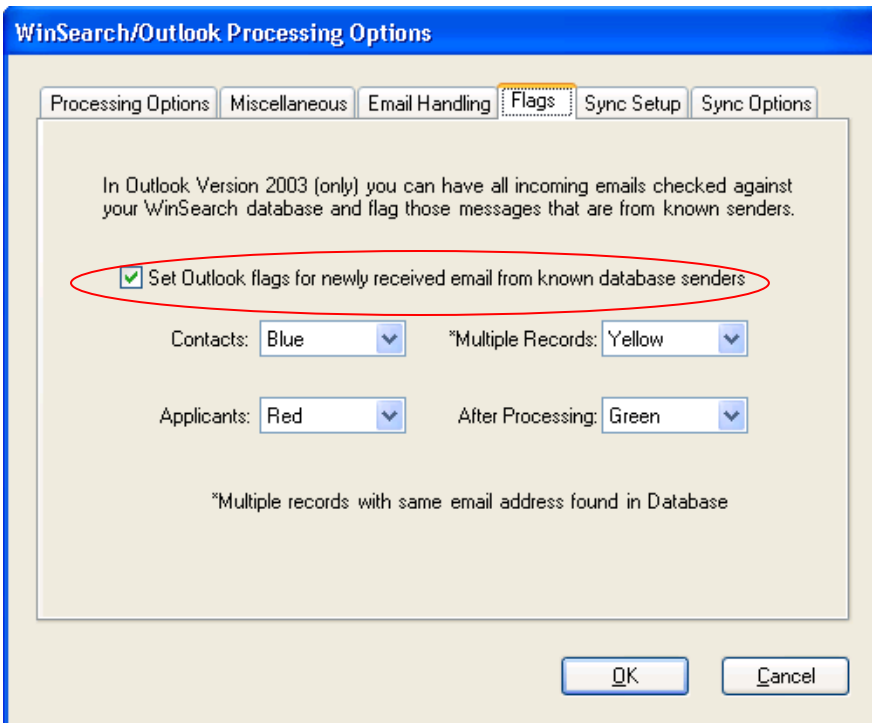 WinSearch/Outlook Processing Options
Processing Options Miscellaneous Email Handling Flags Sync Setup Sync Options
In Outlook Version 2003 (only) you can have all incoming emails checked against
your WinSearch database and flag those messages that are from known senders.
Set Outlook flags for newly received email from known database senders
Contacts: Blue *Multiple Records: Yellow
Applicants: Red After Processing: Green
*Multiple records with same email address found in Database
OK Cancel